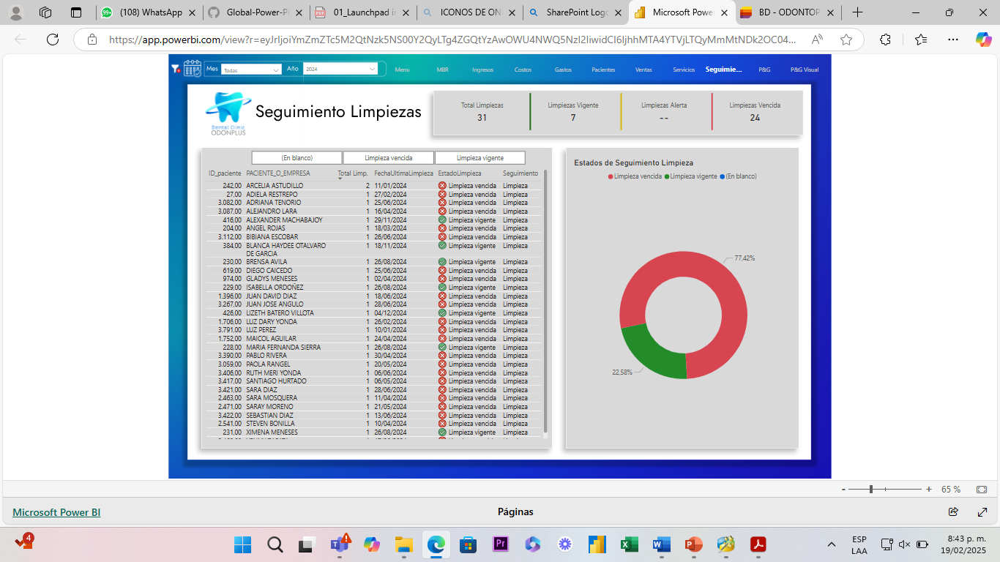 (108) WhatsApp
Global-Power-Pl
01_Launchpad in
ICONOS DE ON
SharePoint Logo
Microsoft Power
BD - ODONTOP
99+
https://app.powerbi.com/view?r=eyJrIjoiYmZmZTc5M2QtNzk5NS00Y2QyLTg4ZGQtYzAwOWU4NWQ5NzI2IiwidCI6IjhhMTA4YTVjLTQyMmMtNDk2OC04...
Mes
Todas
Año
2024
Menu
MBR
Ingresos
Costos
Gastos
Pacientes
Ventas
Servicios
Seguimie...
P&G
P&G Visual
Dental Clinic
ODONPLUS
Seguimiento Limpiezas
Total Limpiezas
31
Limpiezas Vigente
7
Limpiezas Alerta
--
Limpiezas Vencida
24
(En blanco)
Limpieza vencida
Limpieza vigente
ID_paciente PACIENTE_O_EMPRESA Total Limp. FechaUltimaLimpieza EstadoLimpieza Seguimiento
242,00 ARCELIA ASTUDILLO 2 11/01/2024 Limpieza vencida Limpieza
27,00 ADIELA RESTREPO 1 27/02/2024 Limpieza vencida Limpieza
3.082,00 ADRIANA TENORIO 1 25/06/2024 Limpieza vencida Limpieza
3.087,00 ALEJANDRO LARA 1 16/04/2024 Limpieza vencida Limpieza
416,00 ALEXANDER MACHABAJOY 1 29/11/2024 Limpieza vigente Limpieza
204,00 ANGEL ROJAS 1 18/03/2024 Limpieza vencida Limpieza
3.112,00 BIBIANA ESCOBAR 1 26/06/2024 Limpieza vencida Limpieza
384,00 BLANCA HAYDEE OTALVARO 1 18/11/2024 Limpieza vigente Limpieza
DE GARCIA
230,00 BRENSA AVILA 1 26/08/2024 Limpieza vigente Limpieza
619,00 DIEGO CAICEDO 1 25/06/2024 Limpieza vencida Limpieza
974,00 GLADYS MENESES 1 02/04/2024 Limpieza vencida Limpieza
229,00 ISABELLA ORDOÑEZ 1 26/08/2024 Limpieza vigente Limpieza
1.396,00 JUAN DAVID DIAZ 1 18/06/2024 Limpieza vencida Limpieza
3.267,00 JUAN JOSE ANGULO 1 28/06/2024 Limpieza vencida Limpieza
426,00 LIZETH BATERO VILLOTA 1 04/12/2024 Limpieza vigente Limpieza
1.706,00 LUZ DARY YONDA 1 26/02/2024 Limpieza vencida Limpieza
3.791,00 LUZ PEREZ 1 10/01/2024 Limpieza vencida Limpieza
1.752,00 MAICOL AGUILAR 1 24/04/2024 Limpieza vencida Limpieza
228,00 MARIA FERNANDA SIERRA 1 26/08/2024 Limpieza vigente Limpieza
3.390,00 PABLO RIVERA 1 30/04/2024 Limpieza vencida Limpieza
3.059,00 PAOLA RANGEL 1 20/05/2024 Limpieza vencida Limpieza
3.406,00 RUTH MERI YONDA 1 06/06/2024 Limpieza vencida Limpieza
3.417,00 SANTIAGO HURTADO 1 06/05/2024 Limpieza vencida Limpieza
3.421,00 SARA DIAZ 1 28/06/2024 Limpieza vencida Limpieza
2.463,00 SARA MOSQUERA 1 11/04/2024 Limpieza vencida Limpieza
2.471,00 SARAY MORENO 1 21/05/2024 Limpieza vencida Limpieza
3.422,00 SEBASTIAN DIAZ 1 13/06/2024 Limpieza vencida Limpieza
2.541,00 STEVEN BONILLA 1 10/04/2024 Limpieza vencida Limpieza
231,00 XIMENA MENESES 1 26/08/2024 Limpieza vigente Limpieza
Estados de Seguimiento Limpieza
Limpieza vencida Limpieza vigente (En blanco)
77,42%
22,58%
- + 65 %
Microsoft Power BI
Páginas
4
ESP
LAA
8:43 p. m.
19/02/2025